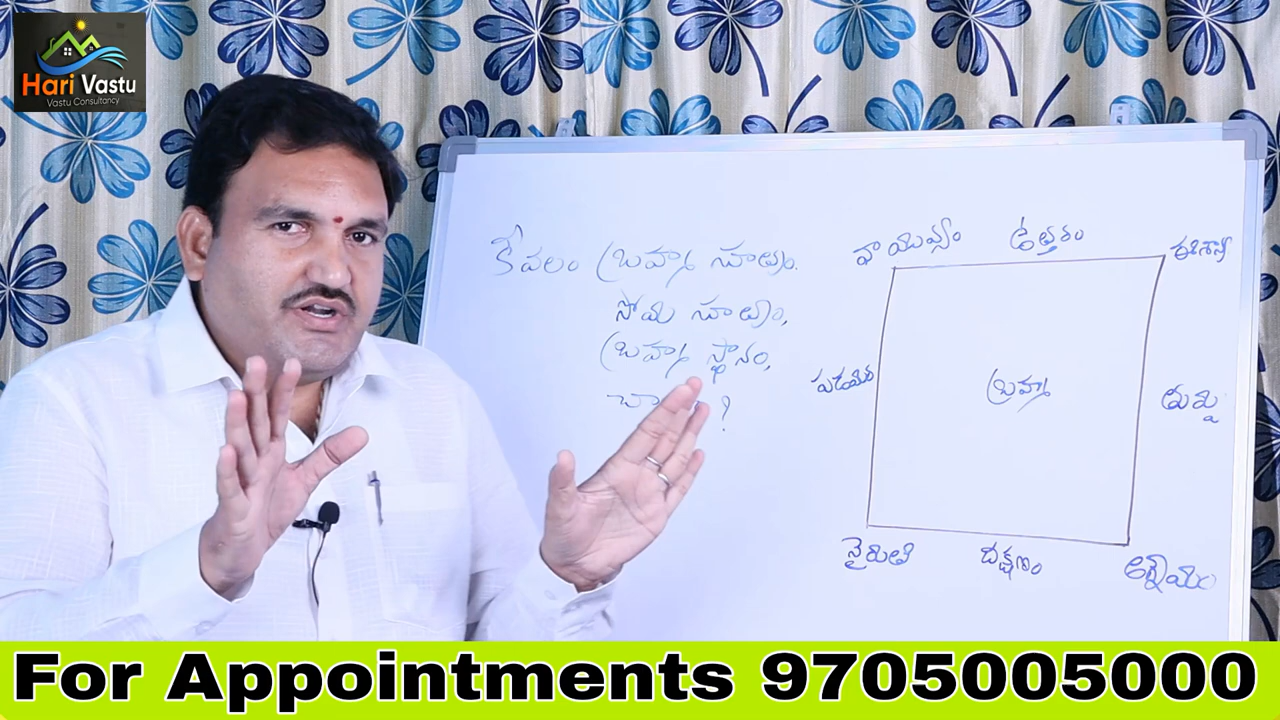 Hari Vastu
Vastu Consultancy
కేవలం బ్రహ్మ సూత్రం.
సోమ సూత్రం,
బ్రహ్మ స్థానం,
?
వాయువ్యం ఉత్తరం ఈశాన్య
పడమర బ్రహ్మ తూర్పు
నైరుతి దక్షిణం ఆగ్నేయం
For Appointments 9705005000